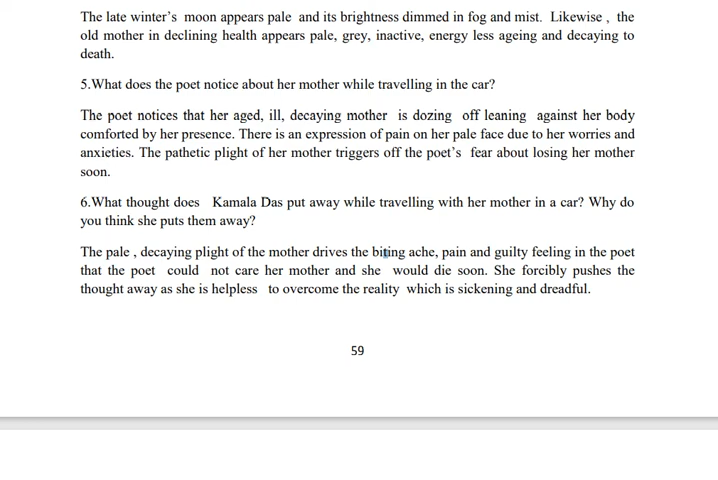 The late winter's moon appears pale and its brightness dimmed in fog and mist. Likewise , the
old mother in declining health appears pale, grey, inactive, energy less ageing and decaying to
death.
5.What does the poet notice about her mother while travelling in the car?
The poet notices that her aged, ill, decaying mother is dozing off leaning against her body
comforted by her presence. There is an expression of pain on her pale face due to her worries and
anxieties. The pathetic plight of her mother triggers off the poet's fear about losing her mother
soon.
6.What thought does Kamala Das put away while travelling with her mother in a car? Why do
you think she puts them away?
The pale , decaying plight of the mother drives the biting ache, pain and guilty feeling in the poet
that the poet could not care her mother and she would die soon. She forcibly pushes the
thought away as she is helpless to overcome the reality which is sickening and dreadful.
59